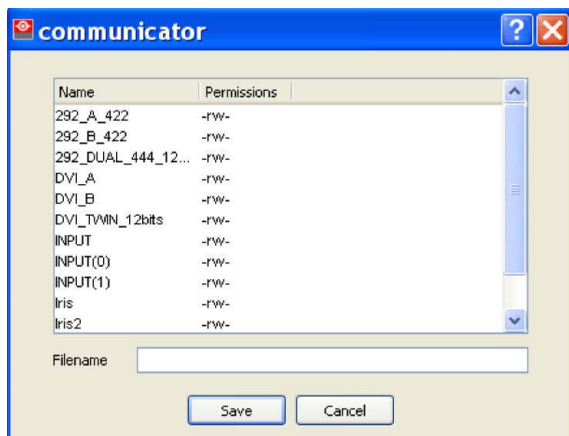 communicator
Name Permissions
292_A_422 -rw-
292_B_422 -rw-
292_DUAL_444_12... -rw-
DVI_A -rw-
DVI_B -rw-
DVI_TWIN_12bits -rw-
INPUT -rw-
INPUT(0) -rw-
INPUT(1) -rw-
Iris -rw-
Iris2 -rw-
Filename
Save Cancel